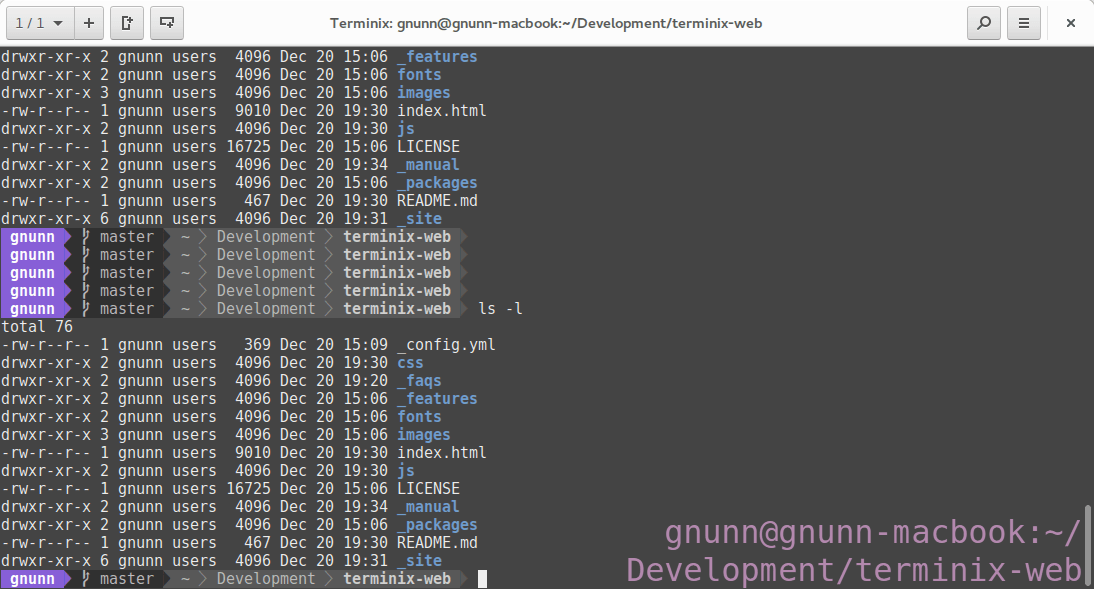 1 / 1
Terminix: gnunn@gnunn-macbook:~/Development/terminix-web
drwxr-xr-x 2 gnunn users  4096 Dec 20 15:06 _features
drwxr-xr-x 2 gnunn users  4096 Dec 20 15:06 fonts
drwxr-xr-x 3 gnunn users  4096 Dec 20 15:06 images
-rw-r--r-- 1 gnunn users  9010 Dec 20 19:30 index.html
drwxr-xr-x 2 gnunn users  4096 Dec 20 19:30 js
-rw-r--r-- 1 gnunn users 16725 Dec 20 15:06 LICENSE
drwxr-xr-x 2 gnunn users  4096 Dec 20 19:34 _manual
drwxr-xr-x 2 gnunn users  4096 Dec 20 15:06 _packages
-rw-r--r-- 1 gnunn users   467 Dec 20 19:30 README.md
drwxr-xr-x 6 gnunn users  4096 Dec 20 19:31 _site
gnunn master ~ Development terminix-web
gnunn master ~ Development terminix-web
gnunn master ~ Development terminix-web
gnunn master ~ Development terminix-web
gnunn master ~ Development terminix-web ls -l
total 76
-rw-r--r-- 1 gnunn users   369 Dec 20 15:09 _config.yml
drwxr-xr-x 2 gnunn users  4096 Dec 20 19:30 css
drwxr-xr-x 2 gnunn users  4096 Dec 20 19:20 _faqs
drwxr-xr-x 2 gnunn users  4096 Dec 20 15:06 _features
drwxr-xr-x 2 gnunn users  4096 Dec 20 15:06 fonts
drwxr-xr-x 3 gnunn users  4096 Dec 20 15:06 images
-rw-r--r-- 1 gnunn users  9010 Dec 20 19:30 index.html
drwxr-xr-x 2 gnunn users  4096 Dec 20 19:30 js
-rw-r--r-- 1 gnunn users 16725 Dec 20 15:06 LICENSE
drwxr-xr-x 2 gnunn users  4096 Dec 20 19:34 _manual
drwxr-xr-x 2 gnunn users  4096 Dec 20 15:06 _packages
-rw-r--r-- 1 gnunn users   467 Dec 20 19:30 README.md
drwxr-xr-x 6 gnunn users  4096 Dec 20 19:31 _site
gnunn master ~ Development terminix-web
gnunn@gnunn-macbook:~/
Development/terminix-web